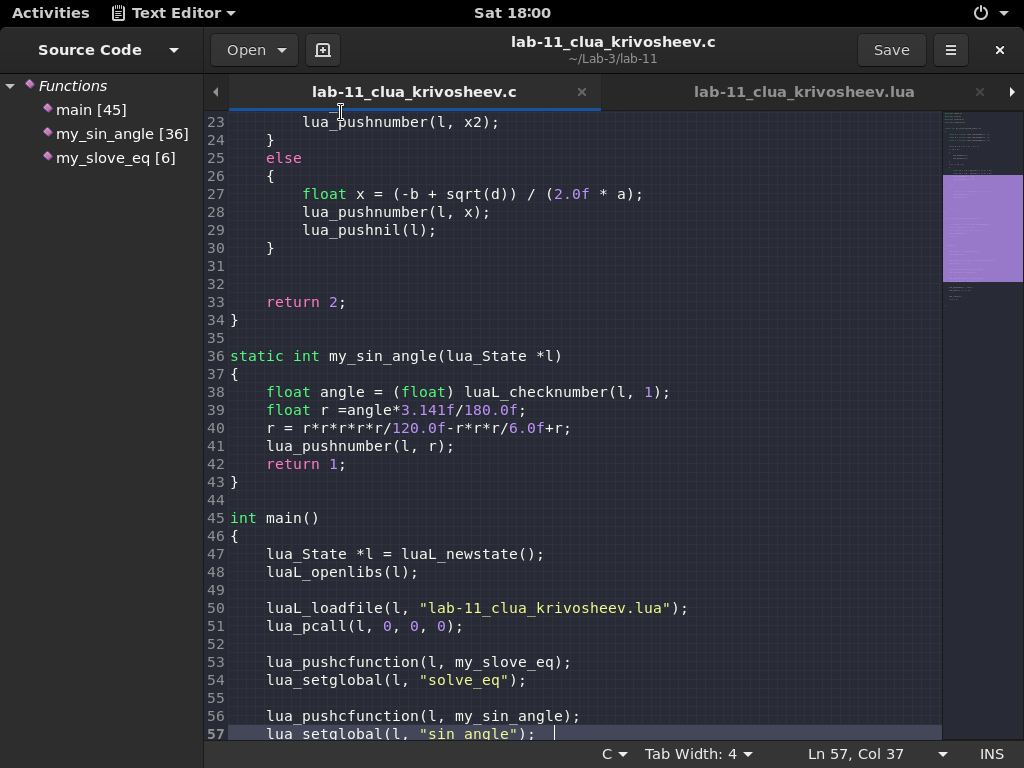 Activities Text Editor Sat 18:00
Source Code Open lab-11_clua_krivosheev.c Save
~/Lab-3/lab-11
Functions
main [45]
my_sin_angle [36]
my_slove_eq [6]
lab-11_clua_krivosheev.c lab-11_clua_krivosheev.lua
23         lua_pushnumber(l, x2);
24     }
25     else
26     {
27         float x = (-b + sqrt(d)) / (2.0f * a);
28         lua_pushnumber(l, x);
29         lua_pushnil(l);
30     }
31
32
33     return 2;
34 }
35
36 static int my_sin_angle(lua_State *l)
37 {
38     float angle = (float) luaL_checknumber(l, 1);
39     float r =angle*3.141f/180.0f;
40     r = r*r*r*r*r/120.0f-r*r*r/6.0f+r;
41     lua_pushnumber(l, r);
42     return 1;
43 }
44
45 int main()
46 {
47     lua_State *l = luaL_newstate();
48     luaL_openlibs(l);
49
50     luaL_loadfile(l, "lab-11_clua_krivosheev.lua");
51     lua_pcall(l, 0, 0, 0);
52
53     lua_pushcfunction(l, my_slove_eq);
54     lua_setglobal(l, "solve_eq");
55
56     lua_pushcfunction(l, my_sin_angle);
57     lua_setglobal(l, "sin_angle");
C Tab Width: 4 Ln 57, Col 37 INS